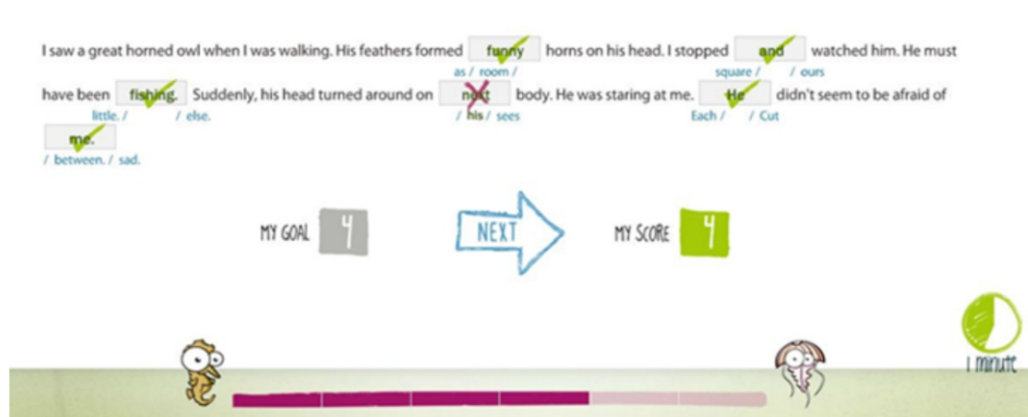 I saw a great horned owl when I was walking. His feathers formed funny horns on his head. I stopped and watched him. He must
as / room / square / / ours
have been fishing. Suddenly, his head turned around on next body. He was staring at me. He didn't seem to be afraid of
little. / / else. / his / sees Each / / Cut
me.
/ between. / sad.
MY GOAL 4 NEXT MY SCORE 4
1 minute